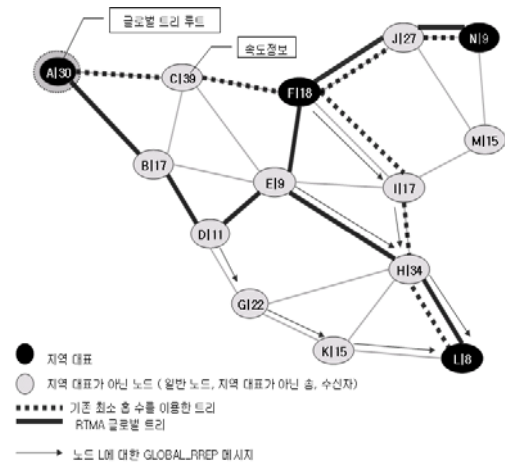 글로벌 트리 루트
속도정보
A|30
C|39
J|27
N|9
F|18
M|15
B|17
E|9
I|17
D|11
H|34
G|22
K|15
L|8
지역 대표
지역 대표가 아닌 노드 ( 일반 노드, 지역 대표가 아닌 송, 수신자)
기존 최소 홉 수를 이용한 트리
RTMA 글로벌 트리
노드 L에 대한 GLOBAL_RREP 메시지